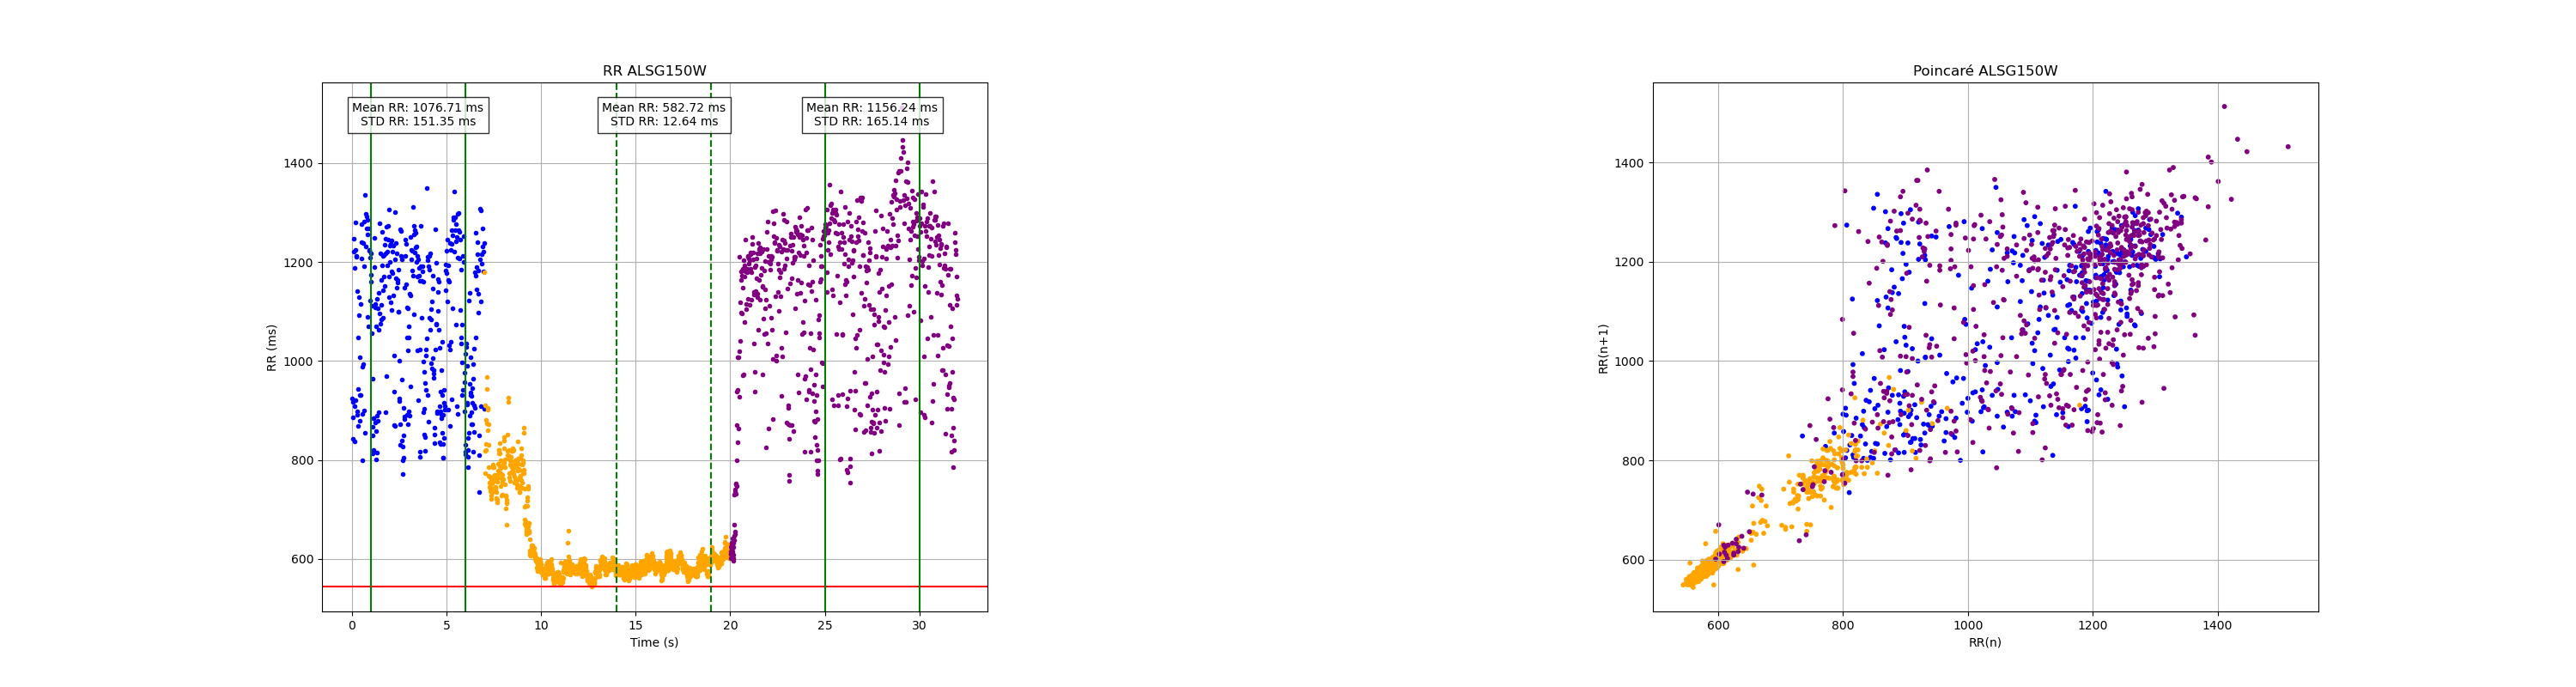 RR ALSG150W
Mean RR: 1076.71 ms
STD RR: 151.35 ms
Mean RR: 582.72 ms
STD RR: 12.64 ms
Mean RR: 1156.24 ms
STD RR: 165.14 ms
RR (ms)
1400
1200
1000
800
600
0 5 10 15 20 25 30
Time (s)
Poincaré ALSG150W
RR(n+1)
1400
1200
1000
800
600
600 800 1000 1200 1400
RR(n)